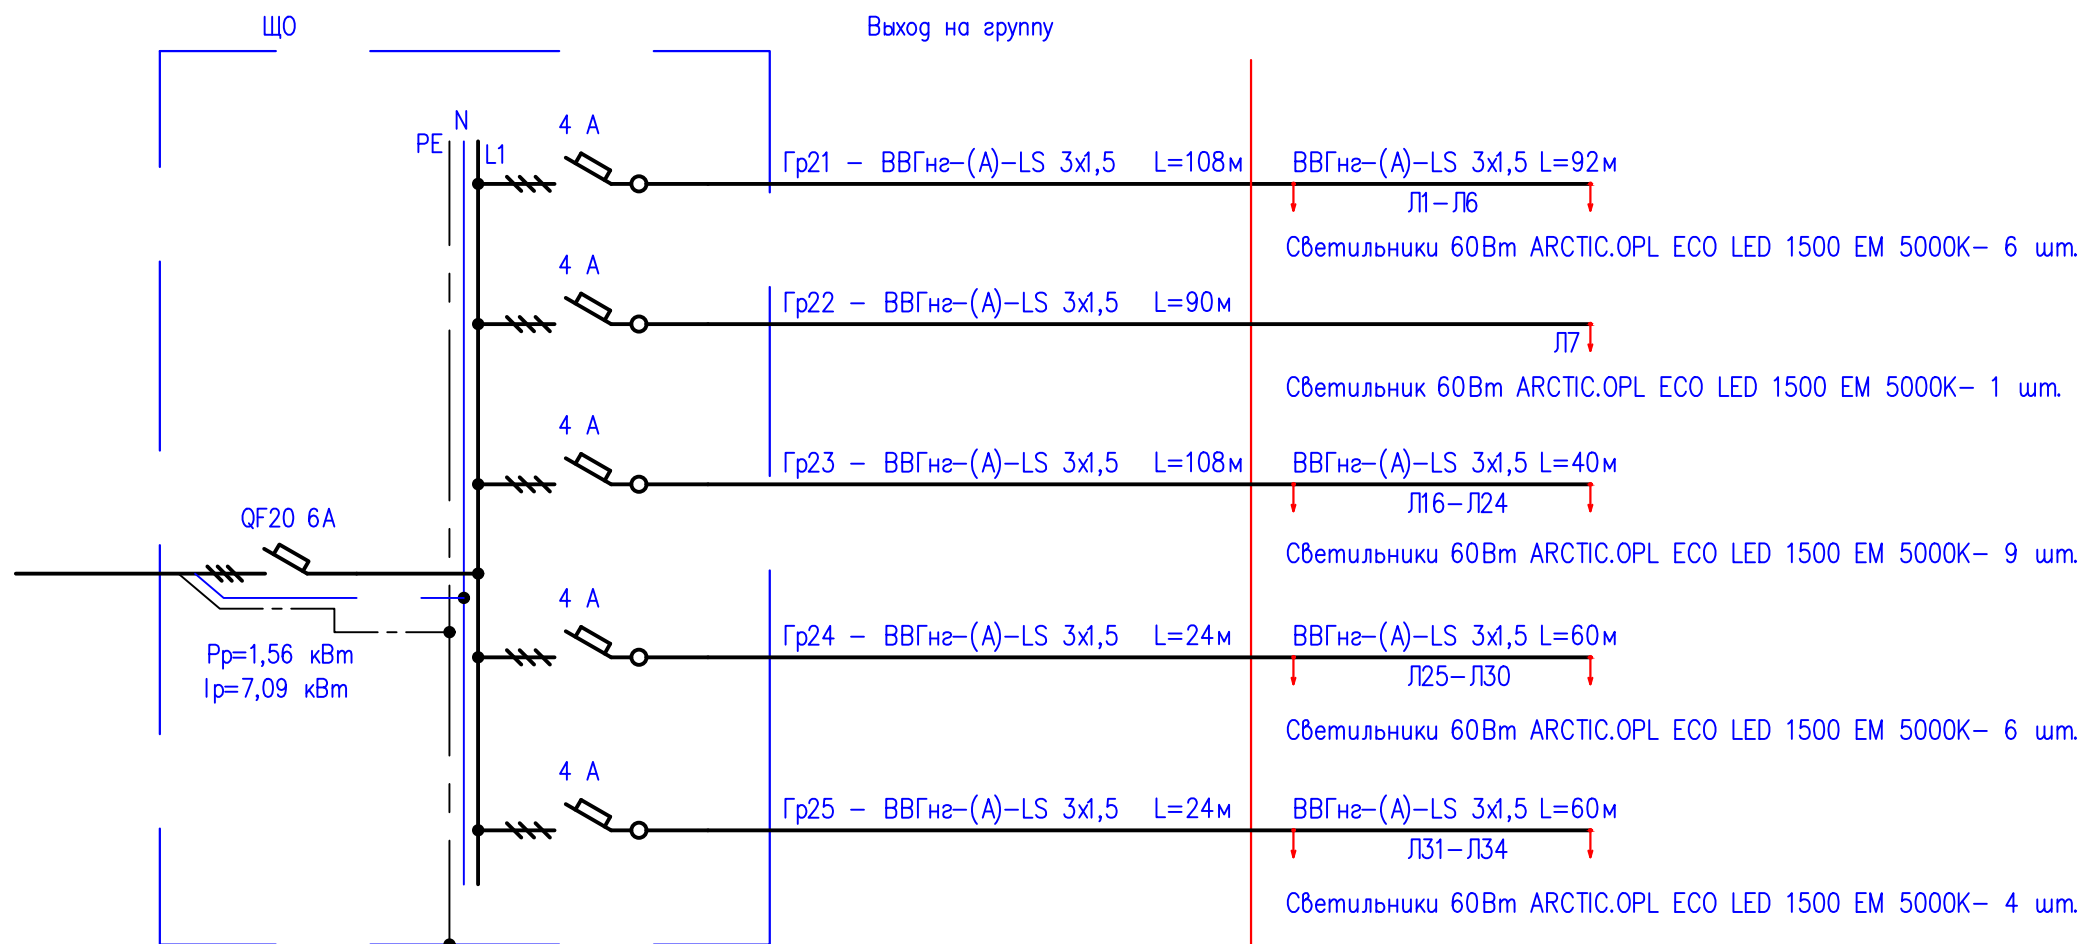 ЩО
Выход на группу
N
PE
L1
4 А
Гр21 - ВВГнг-(А)-LS 3х1,5 L=108м
ВВГнг-(А)-LS 3х1,5 L=92м
Л1-Л6
Светильники 60Вт ARCTIC.OPL ECO LED 1500 EM 5000K- 6 шт.
4 А
Гр22 - ВВГнг-(А)-LS 3х1,5 L=90м
Л7
Светильник 60Вт ARCTIC.OPL ECO LED 1500 EM 5000K- 1 шт.
4 А
Гр23 - ВВГнг-(А)-LS 3х1,5 L=108м
ВВГнг-(А)-LS 3х1,5 L=40м
Л16-Л24
QF20 6А
Светильники 60Вт ARCTIC.OPL ECO LED 1500 EM 5000K- 9 шт.
4 А
Гр24 - ВВГнг-(А)-LS 3х1,5 L=24м
ВВГнг-(А)-LS 3х1,5 L=60м
Л25-Л30
Рр=1,56 кВт
Iр=7,09 кВт
Светильники 60Вт ARCTIC.OPL ECO LED 1500 EM 5000K- 6 шт.
4 А
Гр25 - ВВГнг-(А)-LS 3х1,5 L=24м
ВВГнг-(А)-LS 3х1,5 L=60м
Л31-Л34
Светильники 60Вт ARCTIC.OPL ECO LED 1500 EM 5000K- 4 шт.